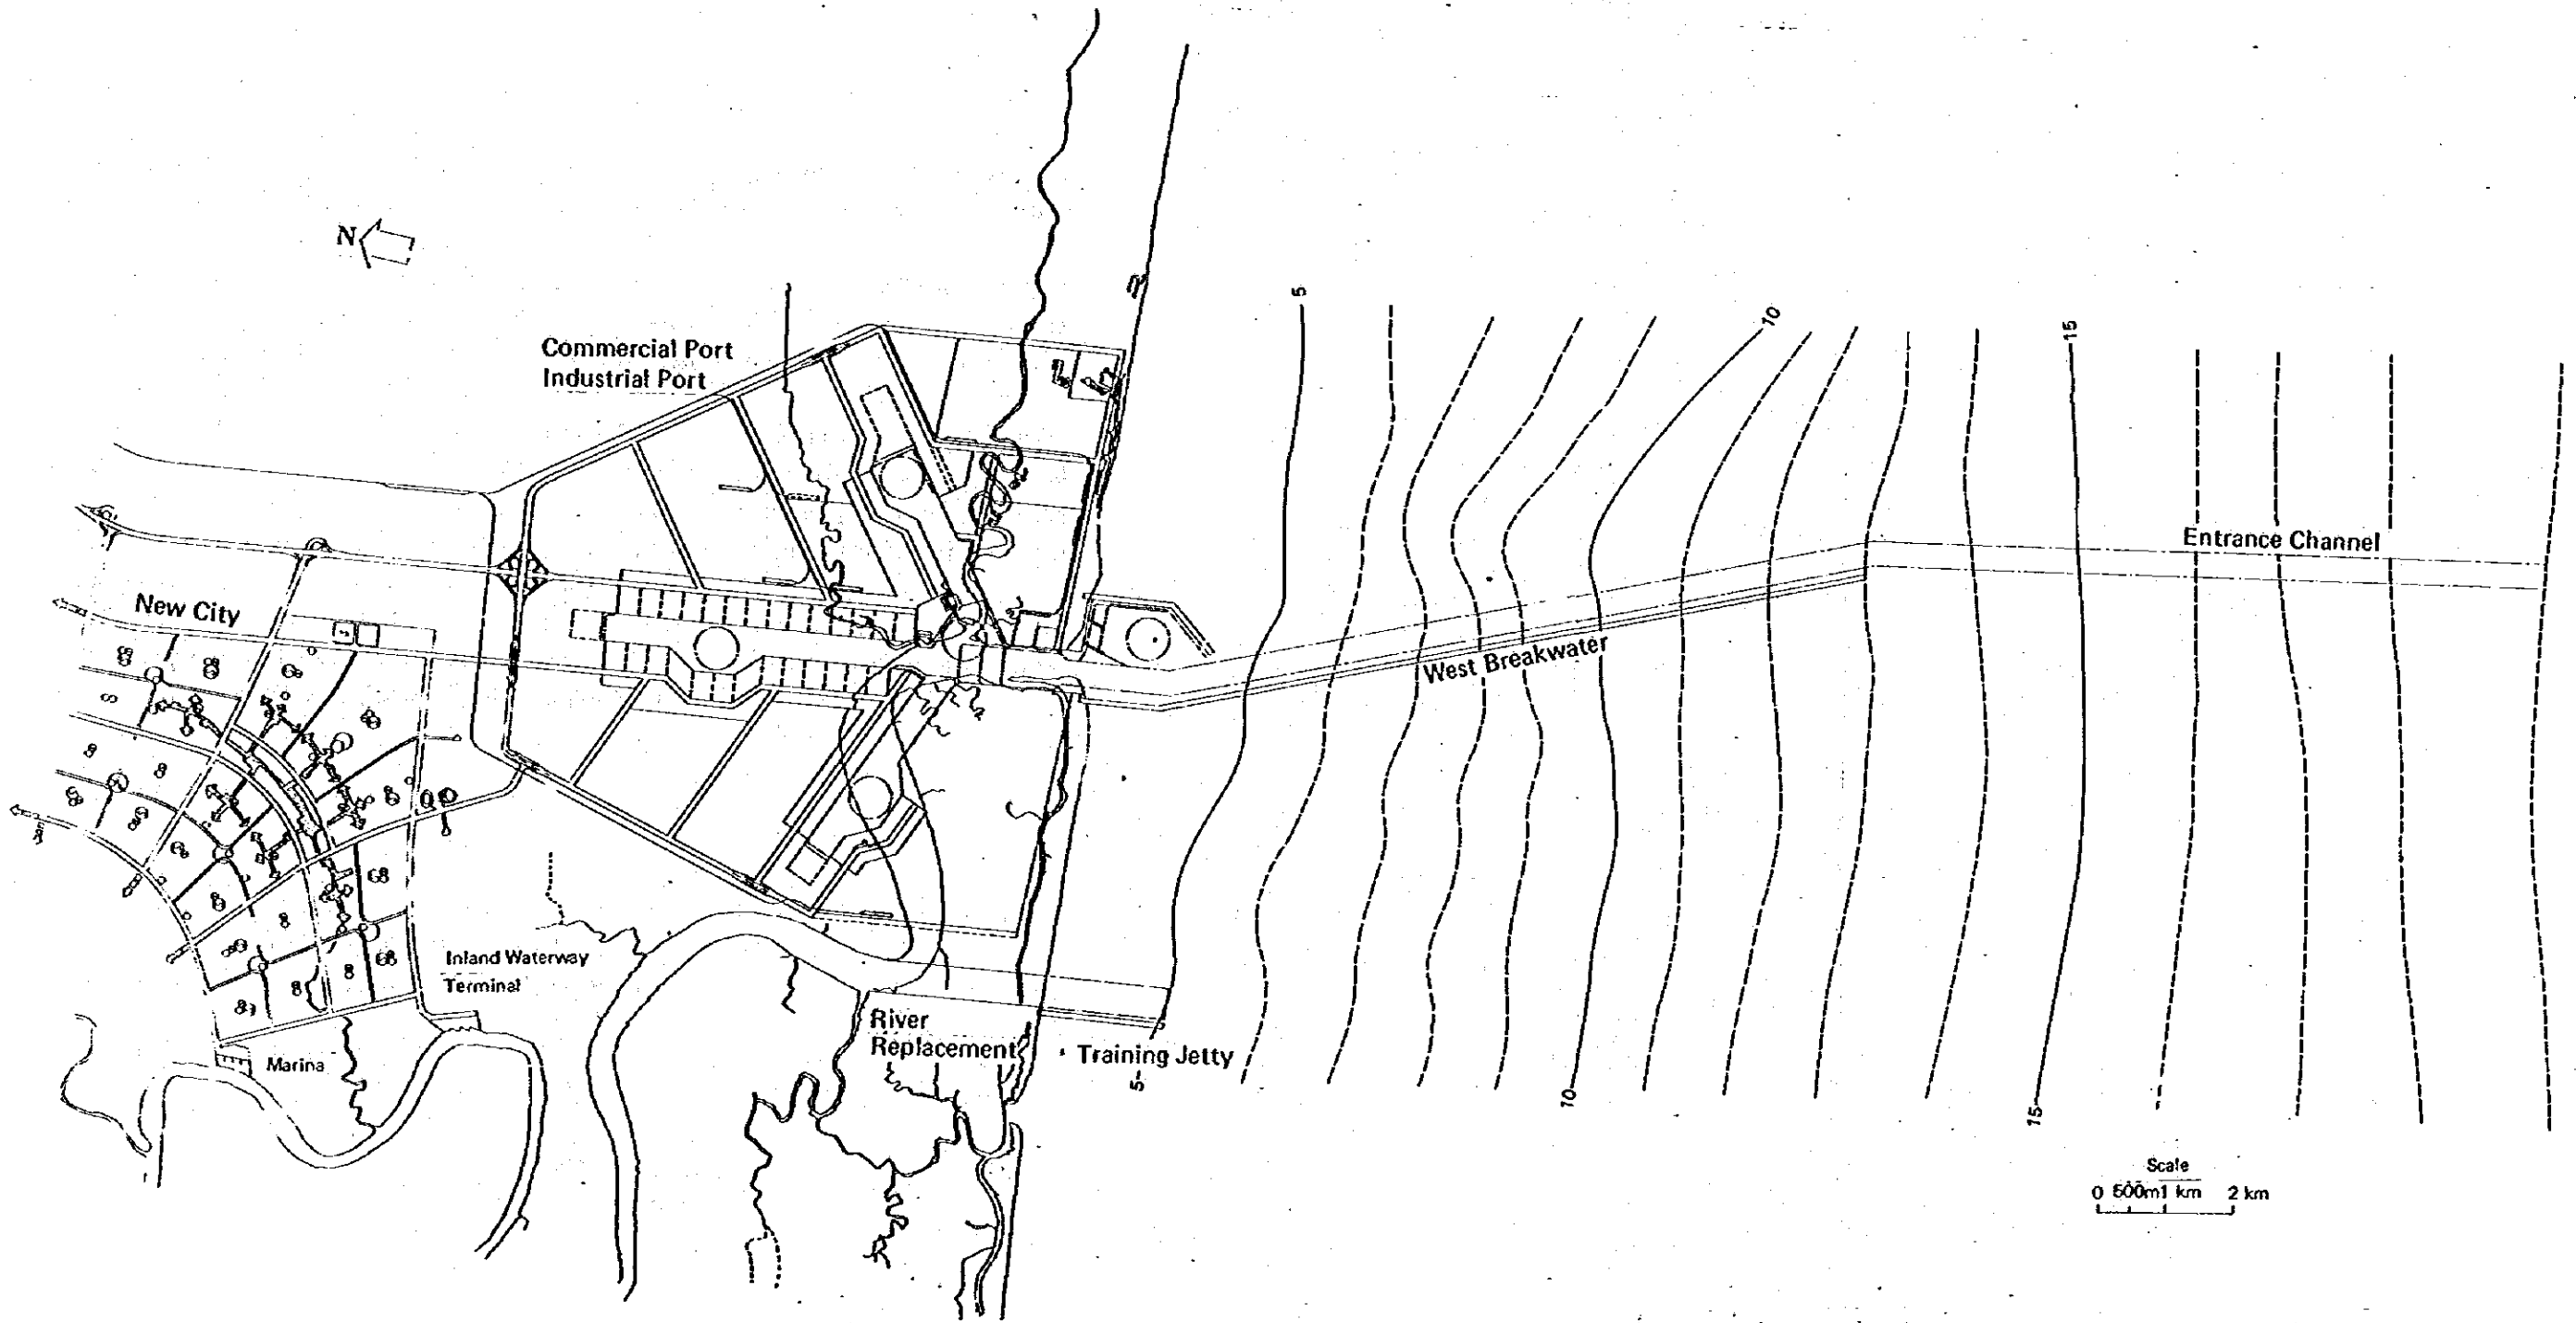 N
Commercial Port
Industrial Port
5
10
15
Entrance Channel
New City
West Breakwater
Inland Waterway
Terminal
River
Replacement
Training Jetty
Marina
5
10
15
Scale
0 500m 1 km 2 km